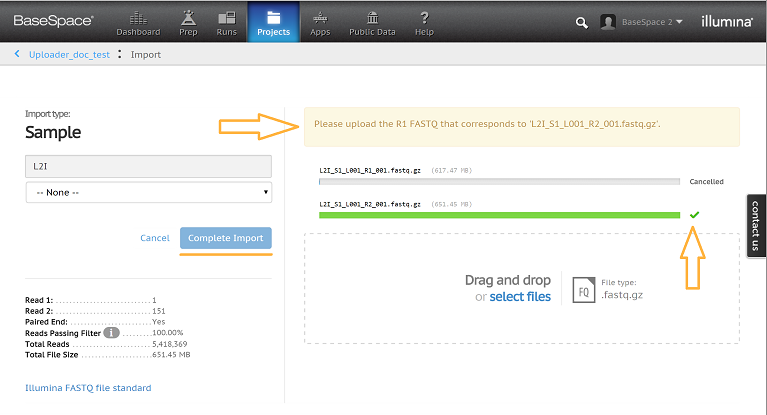 BaseSpace®
Dashboard
Prep
Runs
Projects
Apps
Public Data
Help
BaseSpace 2
illumina®
Uploader_doc_test : Import
Import type:
Sample
L2I
-- None --
Cancel
Complete Import
Read 1: 1
Read 2: 151
Paired End: Yes
Reads Passing Filter i 100.00%
Total Reads 5,418,369
Total File Size 651.45 MB
Illumina FASTQ file standard
Please upload the R1 FASTQ that corresponds to 'L2I_S1_L001_R2_001.fastq.gz'.
L2I_S1_L001_R1_001.fastq.gz (617.47 MB)
Cancelled
L2I_S1_L001_R2_001.fastq.gz (651.45 MB)
Drag and drop
or select files
FQ
File type:
.fastq.gz
contact us